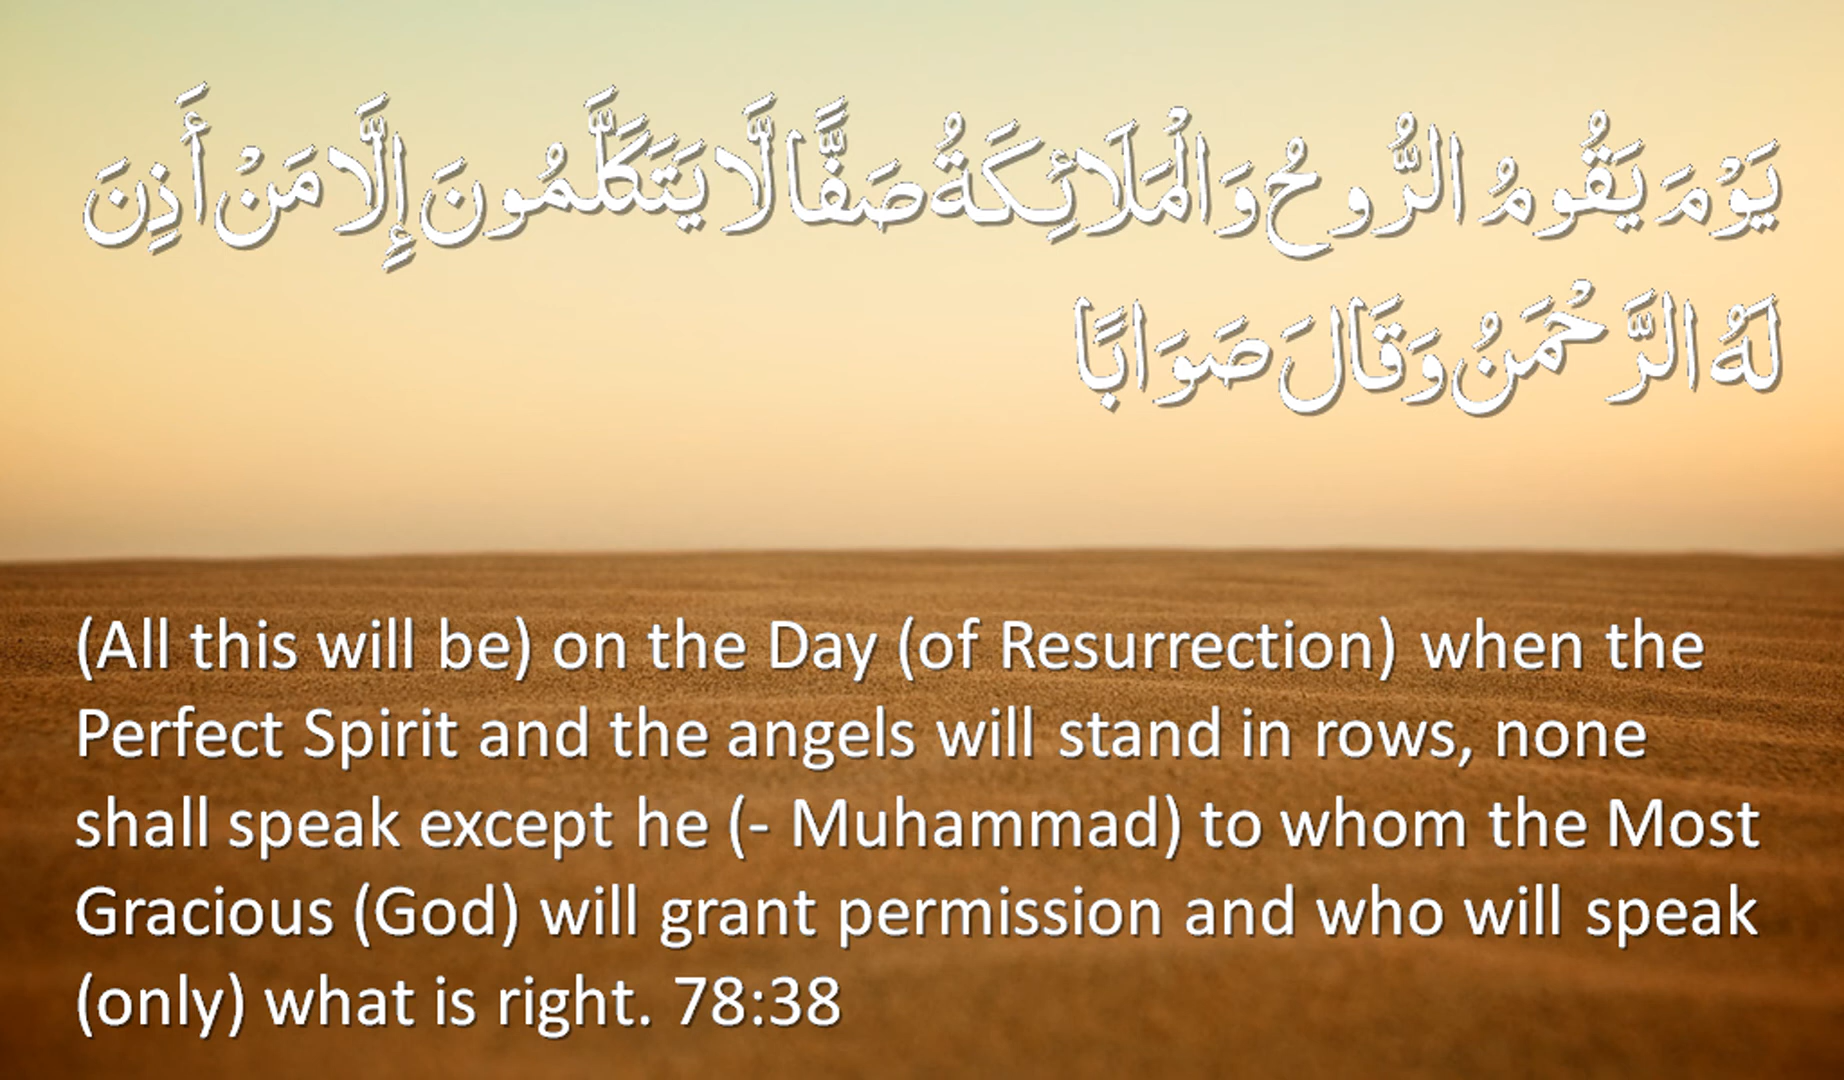 يَوْمَ يَقُومُ الرُّوحُ وَالْمَلَائِكَةُ صَفًّا لَّا يَتَكَلَّمُونَ إِلَّا مَنْ أَذِنَ
لَهُ الرَّحْمَنُ وَقَالَ صَوَابًا
(All this will be) on the Day (of Resurrection) when the
Perfect Spirit and the angels will stand in rows, none
shall speak except he (- Muhammad) to whom the Most
Gracious (God) will grant permission and who will speak
(only) what is right. 78:38